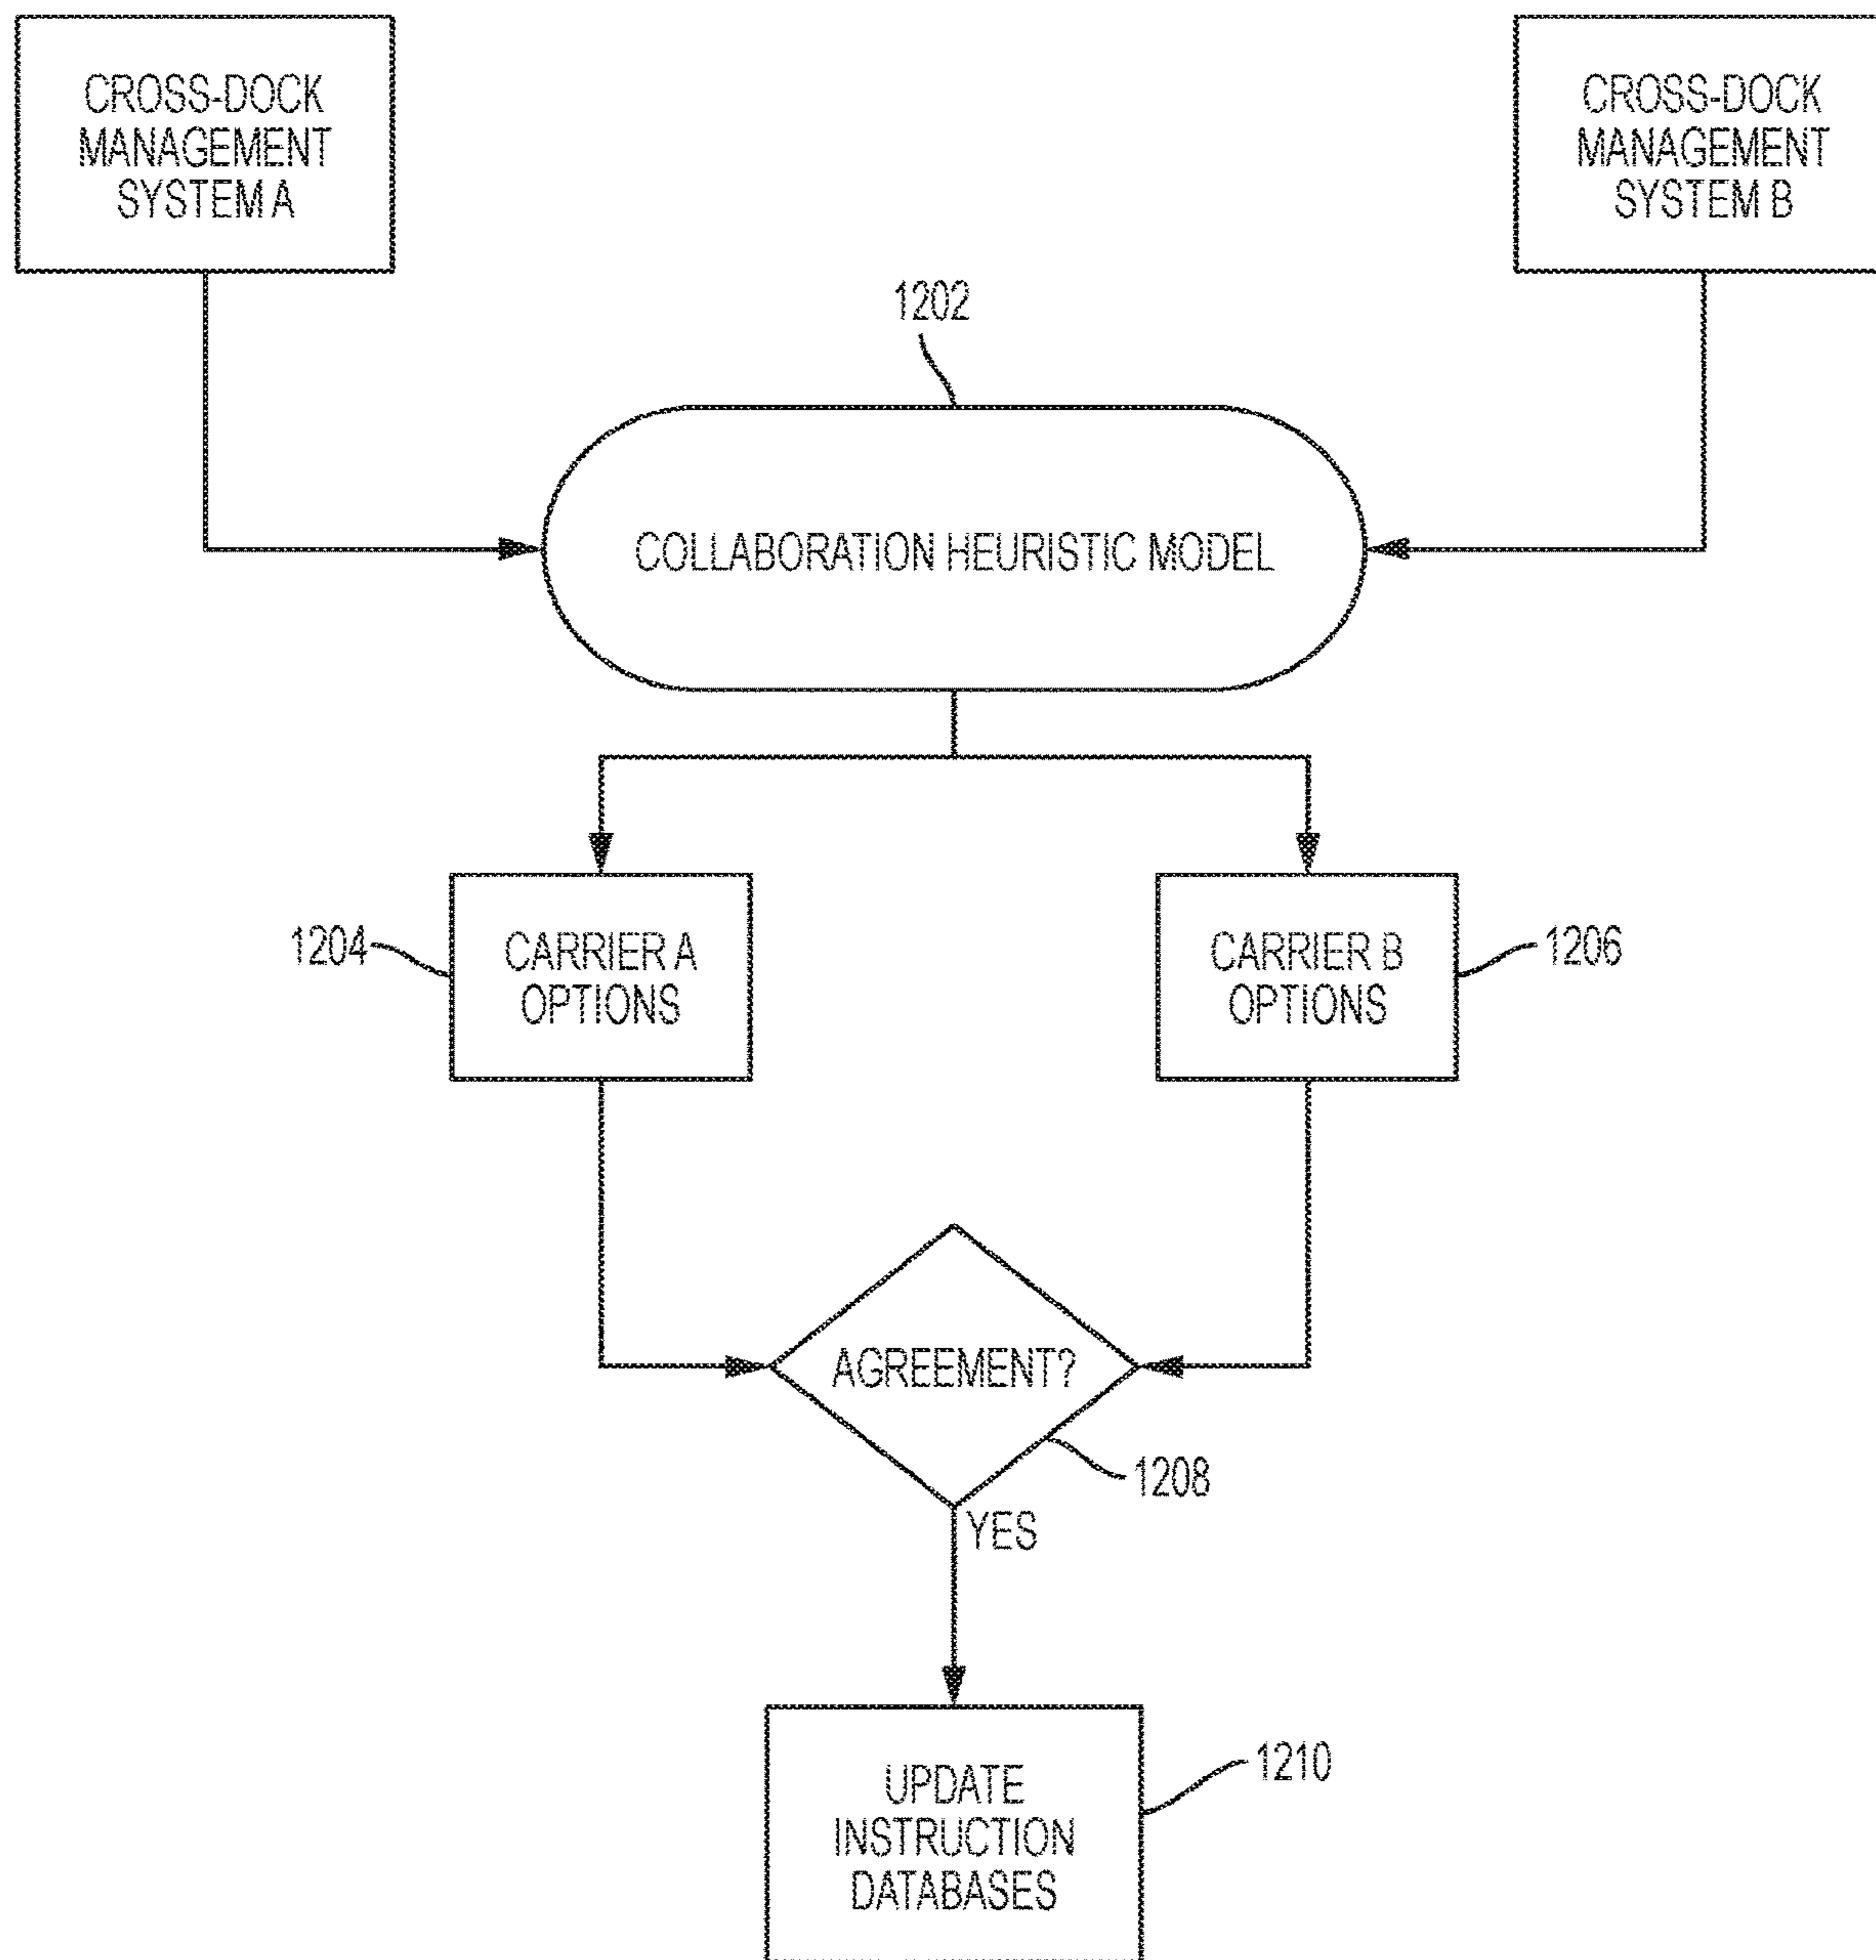 CROSS-DOCK
MANAGEMENT
SYSTEM A
CROSS-DOCK
MANAGEMENT
SYSTEM B
1202
COLLABORATION HEURISTIC MODEL
1204
CARRIER A
OPTIONS
CARRIER B
OPTIONS
1206
AGREEMENT?
1208
YES
UPDATE
INSTRUCTION
DATABASES
1210